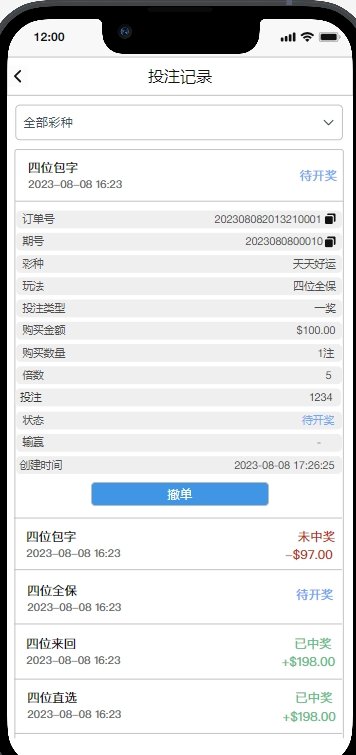 12:00
投注记录
全部彩种
四位包字
2023-08-08 16:23
待开奖
订单号 202308082013210001
期号 2023080800010
彩种 天天好运
玩法 四位全保
投注类型 一奖
购买金额 $100.00
购买数量 1注
倍数 5
投注 1234
状态 待开奖
输赢 -
创建时间 2023-08-08 17:26:25
撤单
四位包字 未中奖
2023-08-08 16:23 -$97.00
四位全保 待开奖
2023-08-08 16:23
四位来回 已中奖
2023-08-08 16:23 +$198.00
四位直选 已中奖
2023-08-08 16:23 +$198.00